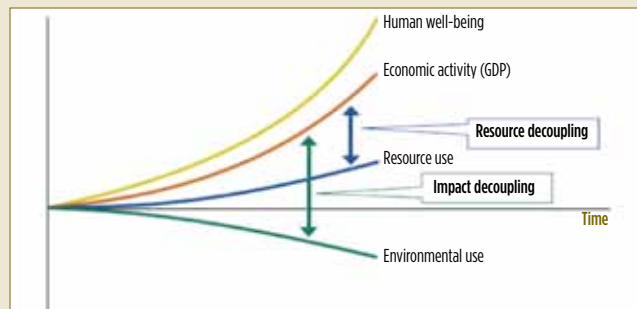 Human well-being
Economic activity (GDP)
Resource decoupling
Resource use
Impact decoupling
Time
Environmental use